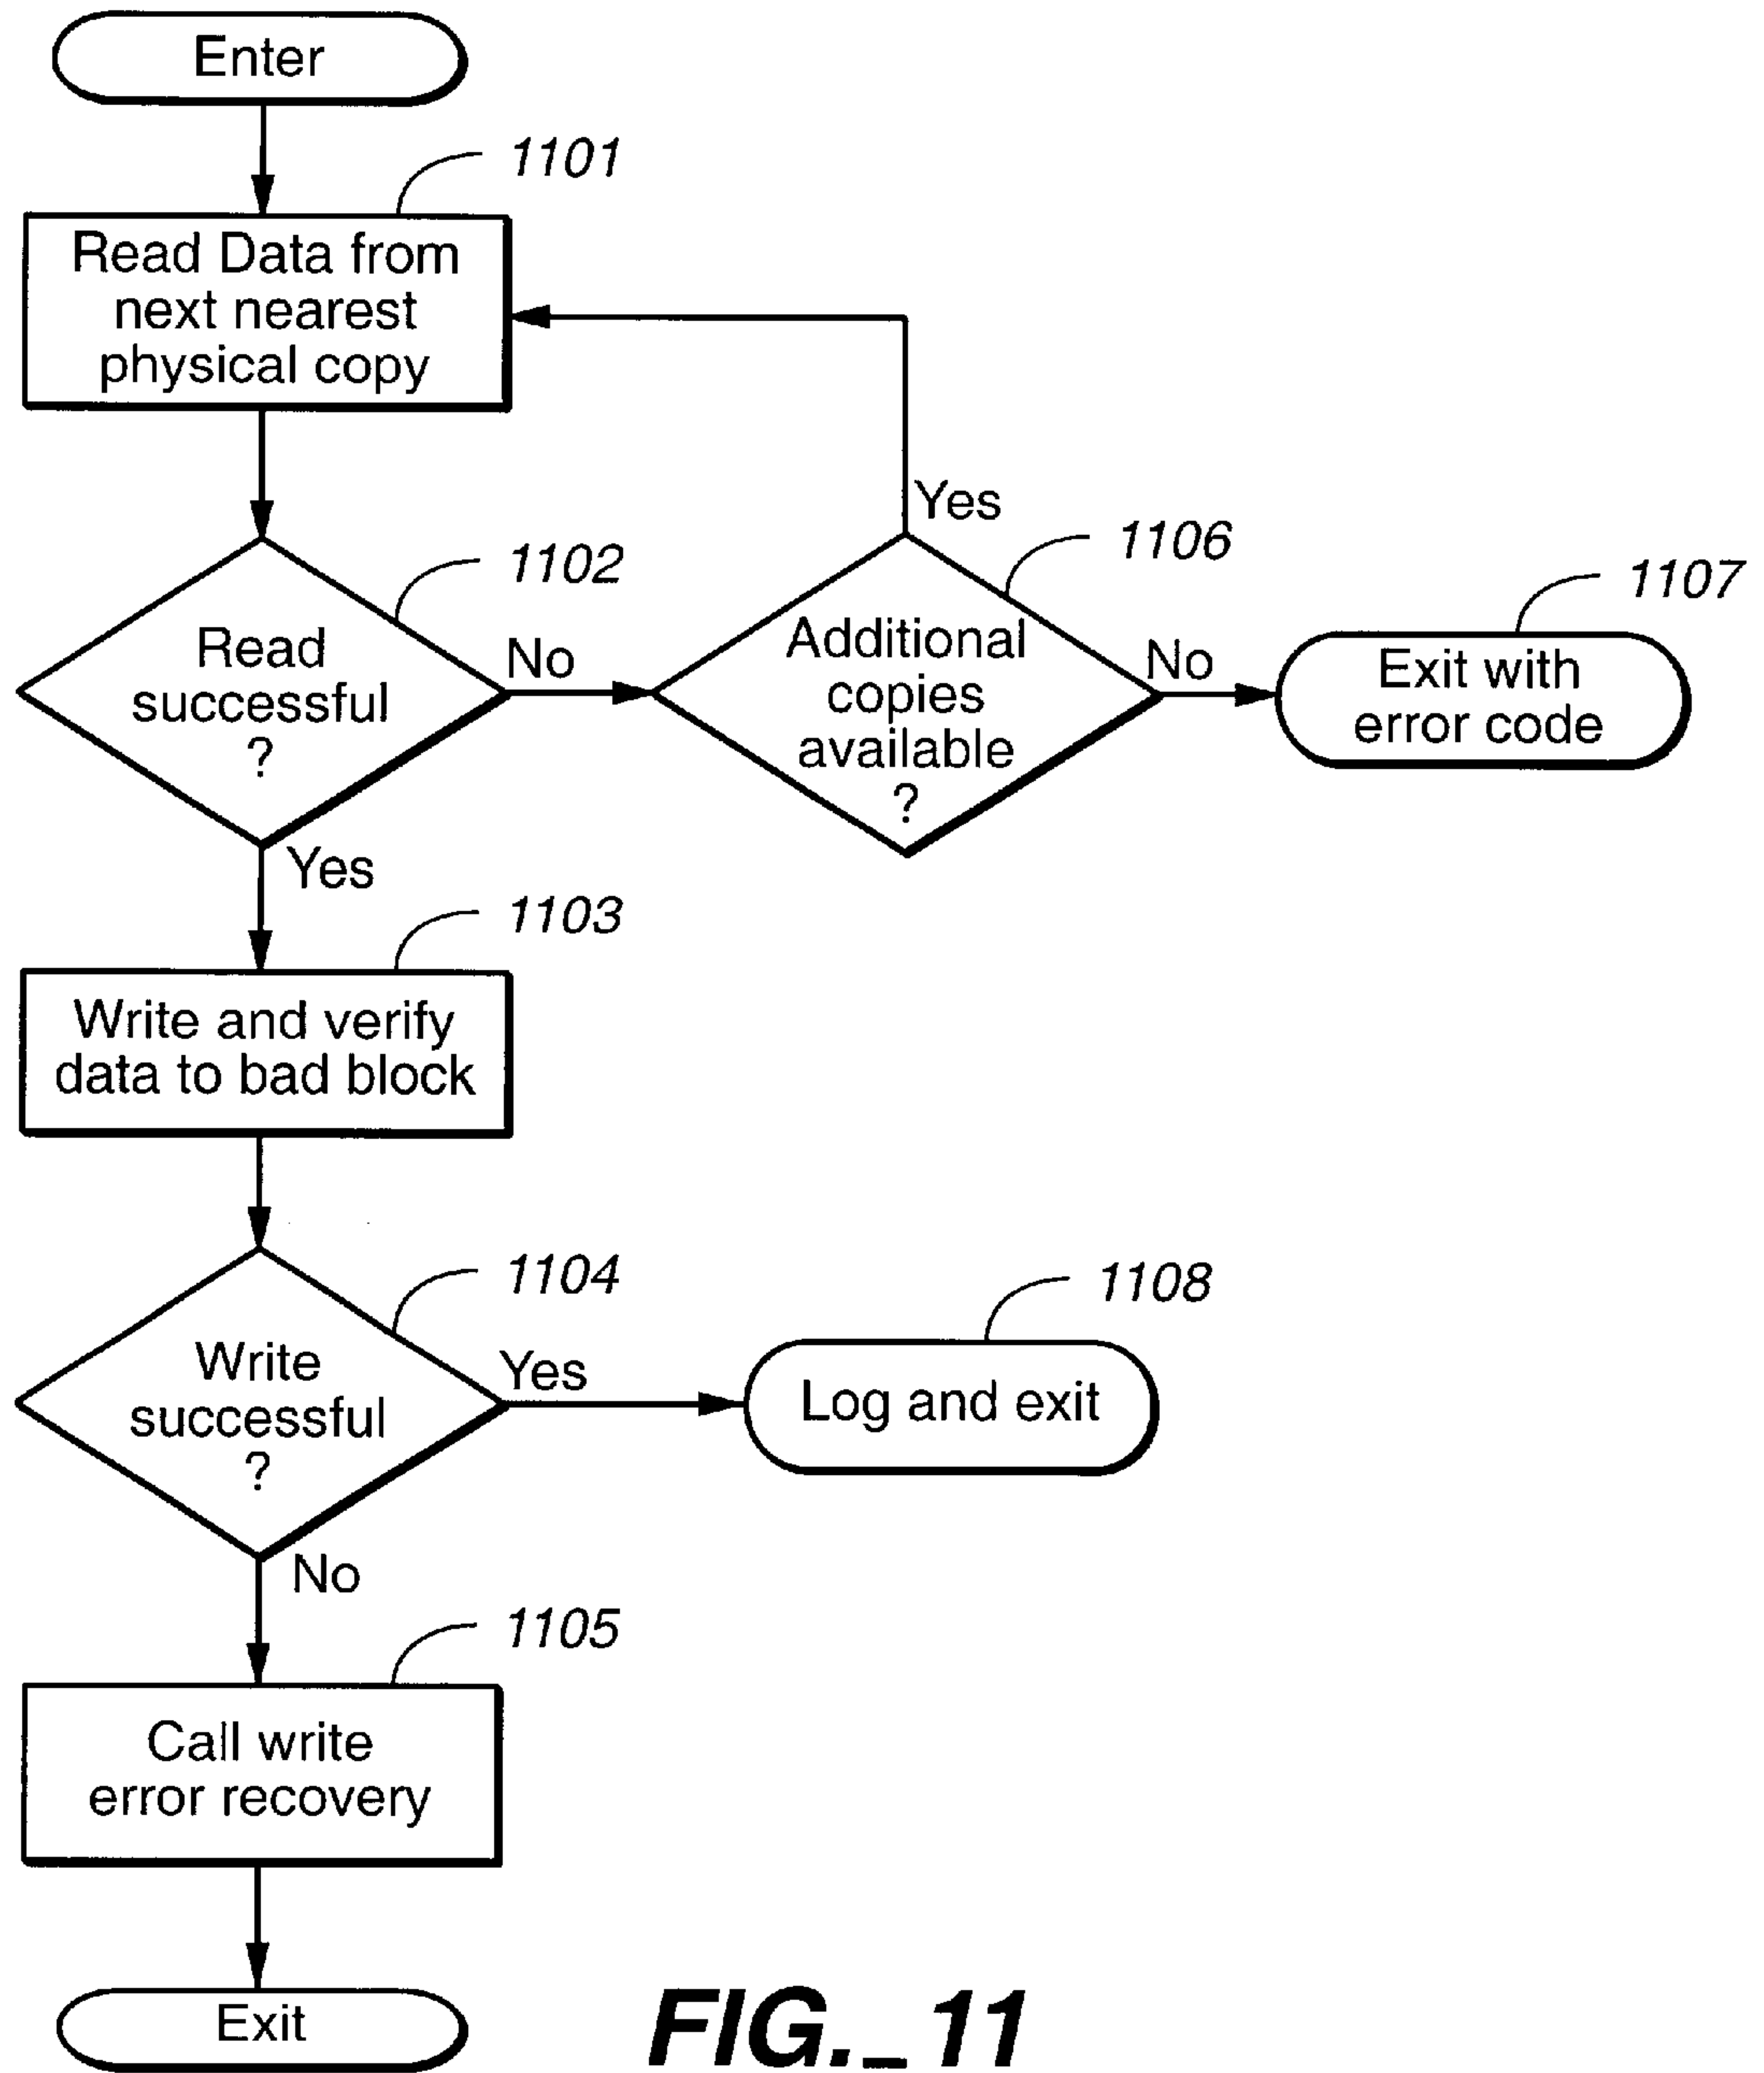 Enter
1101
Read Data from
next nearest
physical copy
Yes
1102
1106
1107
Read
successful
?
No
Additional
copies
available
?
No
Exit with
error code
Yes
1103
Write and verify
data to bad block
1104
1108
Write
successful
?
Yes
Log and exit
No
1105
Call write
error recovery
Exit
FIG._11